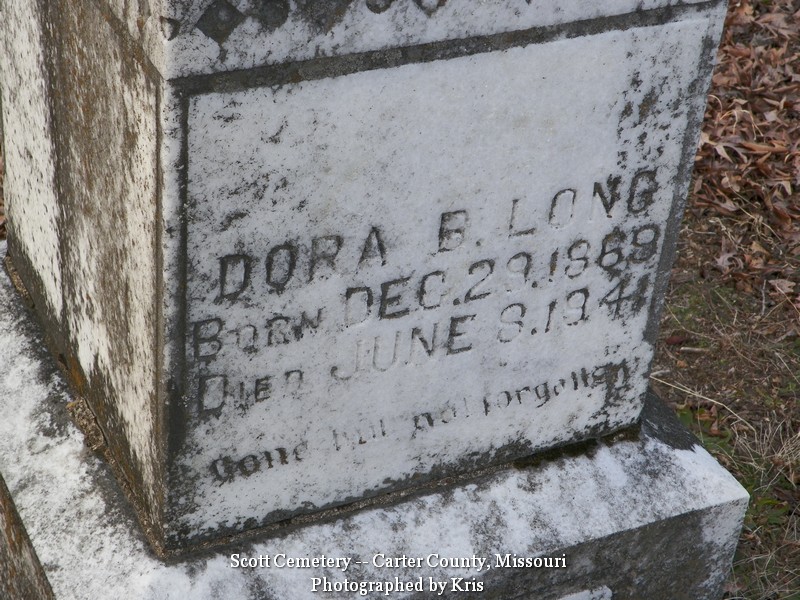 DORA B. LONG
BORN DEC. 29. 1869
DIED JUNE 9. 1941
Gone but not forgotten
Scott Cemetery -- Carter County, Missouri
Photographed by Kris